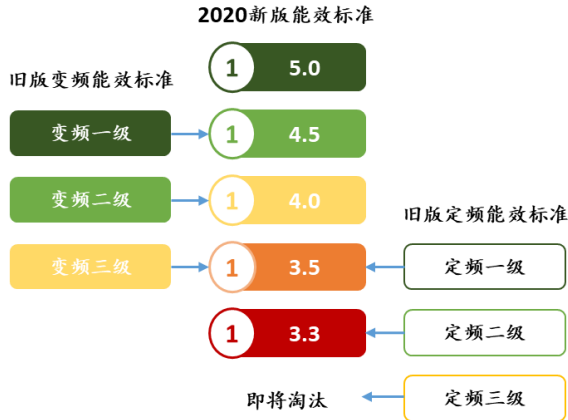 2020新版能效标准
1 5.0
旧版变频能效标准
变频一级
1 4.5
变频二级
1 4.0
旧版定频能效标准
变频三级
1 3.5
定频一级
1 3.3
定频二级
即将淘汰
定频三级